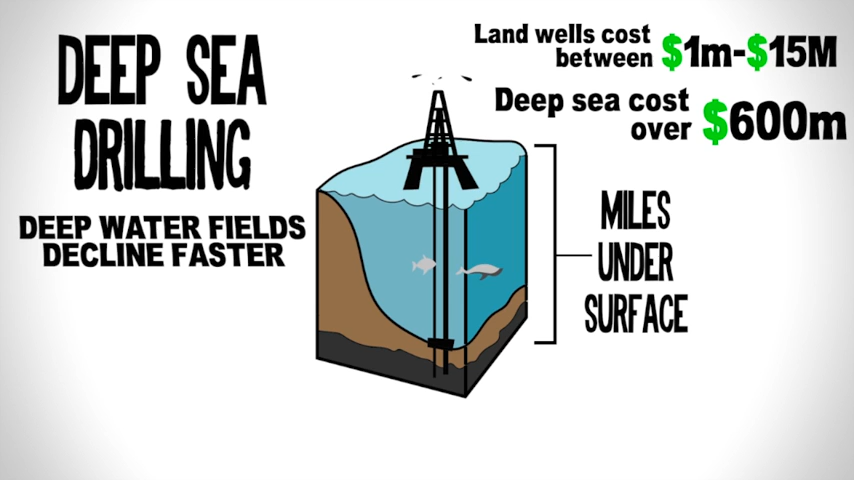 DEEP SEA
DRILLING
DEEP WATER FIELDS
DECLINE FASTER
Land wells cost
between $1m-$15M
Deep sea cost
over $600m
MILES
UNDER
SURFACE